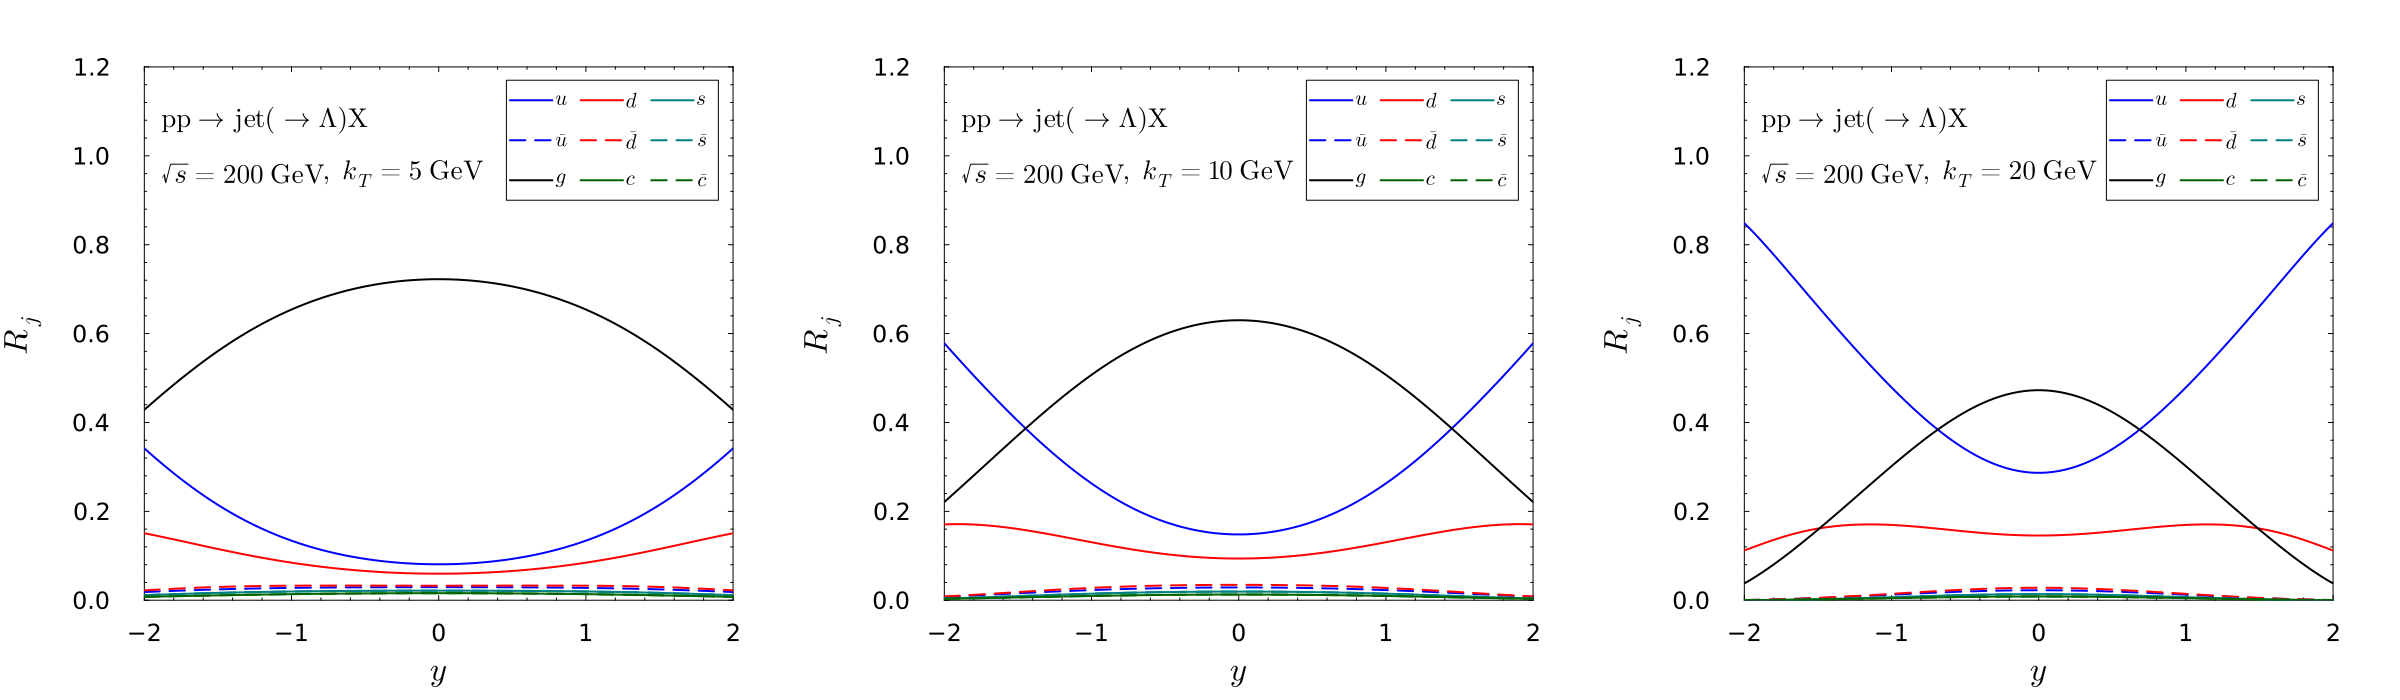 pp → jet( → Λ)X
√s = 200 GeV, k_T = 5 GeV
u d s
ū d̄ s̄
g c c̄
R_j
1.2
1.0
0.8
0.6
0.4
0.2
0.0
−2 −1 0 1 2
y
pp → jet( → Λ)X
√s = 200 GeV, k_T = 10 GeV
u d s
ū d̄ s̄
g c c̄
R_j
1.2
1.0
0.8
0.6
0.4
0.2
0.0
−2 −1 0 1 2
y
pp → jet( → Λ)X
√s = 200 GeV, k_T = 20 GeV
u d s
ū d̄ s̄
g c c̄
R_j
1.2
1.0
0.8
0.6
0.4
0.2
0.0
−2 −1 0 1 2
y